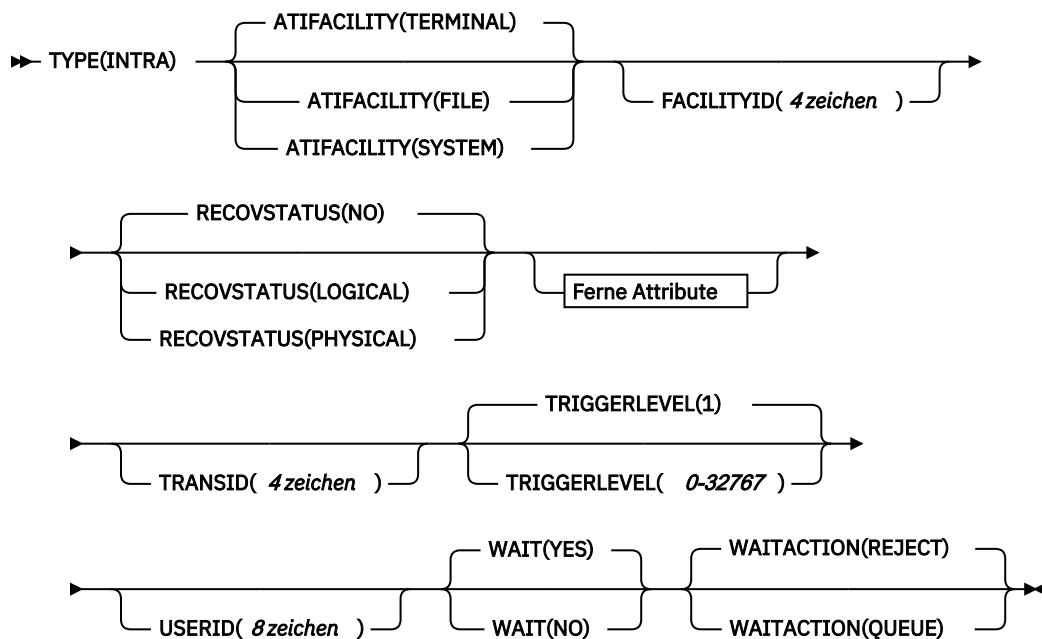 ATIFACILITY(TERMINAL)
TYPE(INTRA)
ATIFACILITY(FILE)
FACILITYID( 4 zeichen )
ATIFACILITY(SYSTEM)
RECOVSTATUS(NO)
RECOVSTATUS(LOGICAL)
Ferne Attribute
RECOVSTATUS(PHYSICAL)
TRIGGERLEVEL(1)
TRANSID( 4 zeichen )
TRIGGERLEVEL( 0-32767 )
WAIT(YES)
WAITACTION(REJECT)
USERID( 8 zeichen )
WAIT(NO)
WAITACTION(QUEUE)